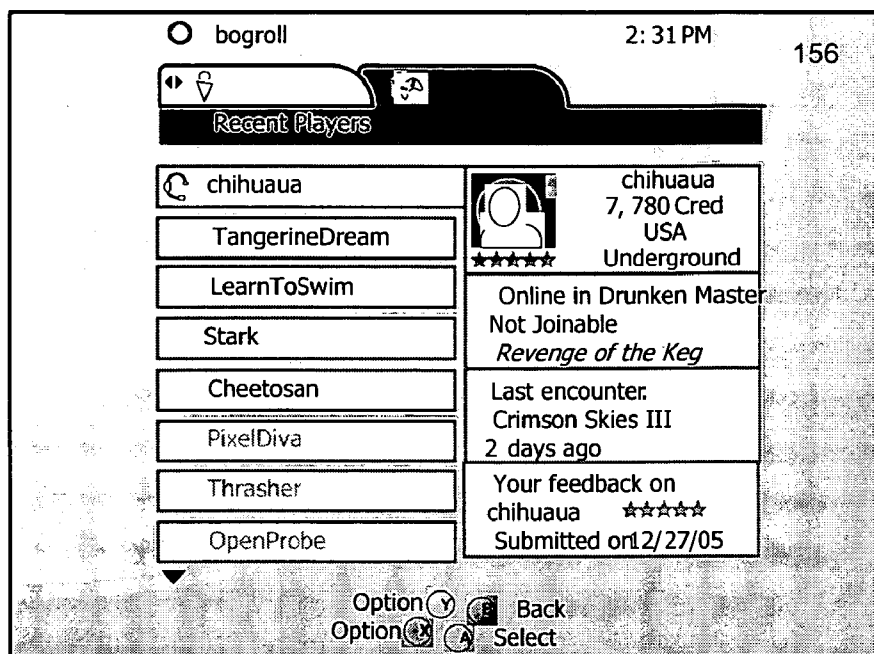 bogroll 2: 31 PM
156
Recent Players
chihuaua
TangerineDream
LearnToSwim
Stark
Cheetosan
PixelDiva
Thrasher
OpenProbe
chihuaua
7, 780 Cred
USA
Underground
Online in Drunken Master
Not Joinable
Revenge of the Keg
Last encounter.
Crimson Skies III
2 days ago
Your feedback on
chihuaua
Submitted on12/27/05
Option Y B Back
Option X A Select